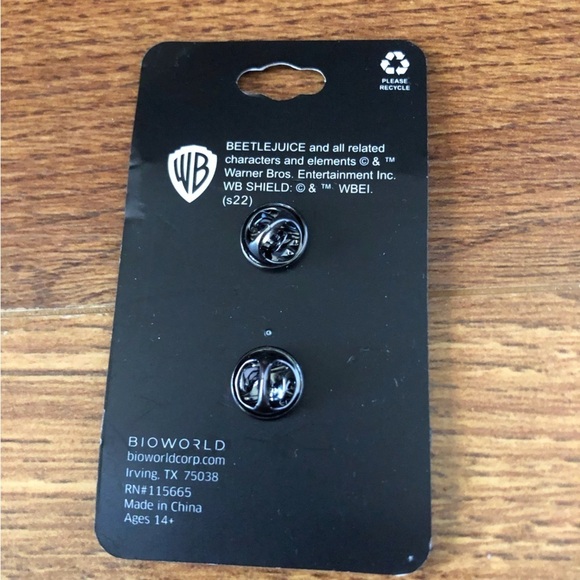 PLEASE
RECYCLE
WB
BEETLEJUICE and all related
characters and elements © & ™
Warner Bros. Entertainment Inc.
WB SHIELD: © & ™ WBEI.
(s22)
BIOWORLD
bioworldcorp.com
Irving, TX 75038
RN#115665
Made in China
Ages 14+